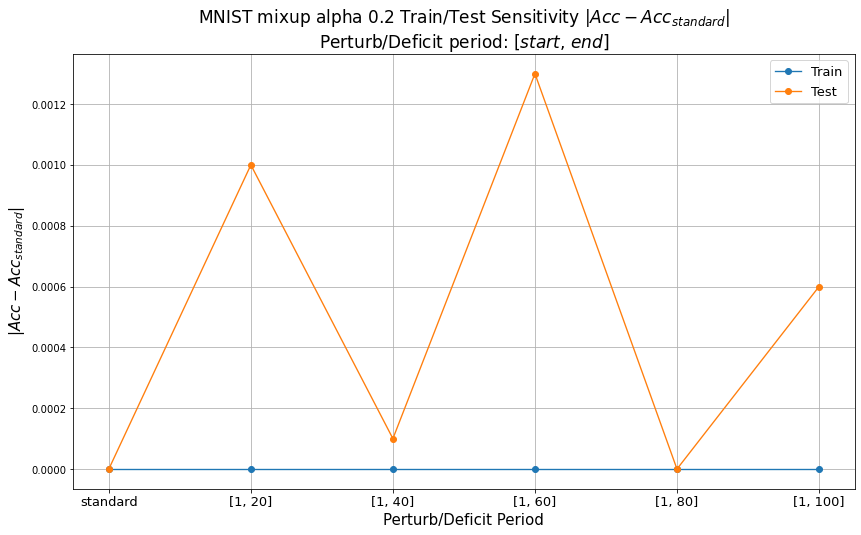 MNIST mixup alpha 0.2 Train/Test Sensitivity |Acc − Acc_standard|
Perturb/Deficit period: [start, end]
Train
Test
|Acc − Acc_standard|
0.0012
0.0010
0.0008
0.0006
0.0004
0.0002
0.0000
standard [1, 20] [1, 40] [1, 60] [1, 80] [1, 100]
Perturb/Deficit Period